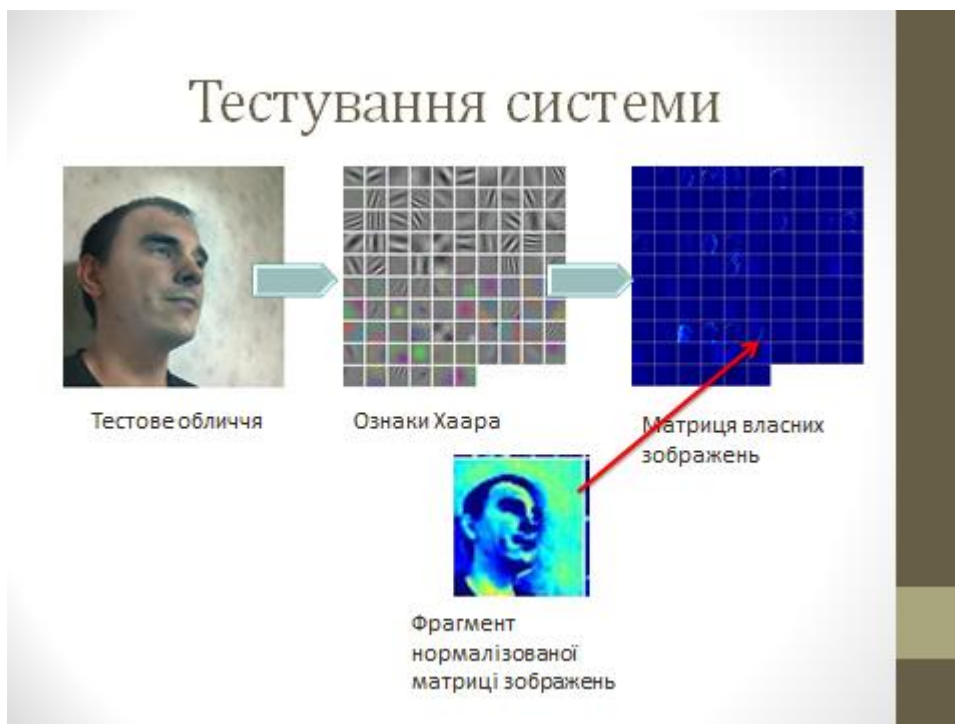 Тестування системи
Тестове обличчя
Ознаки Хаара
Матриця власних
зображень
Фрагмент
нормалізованої
матриці зображень